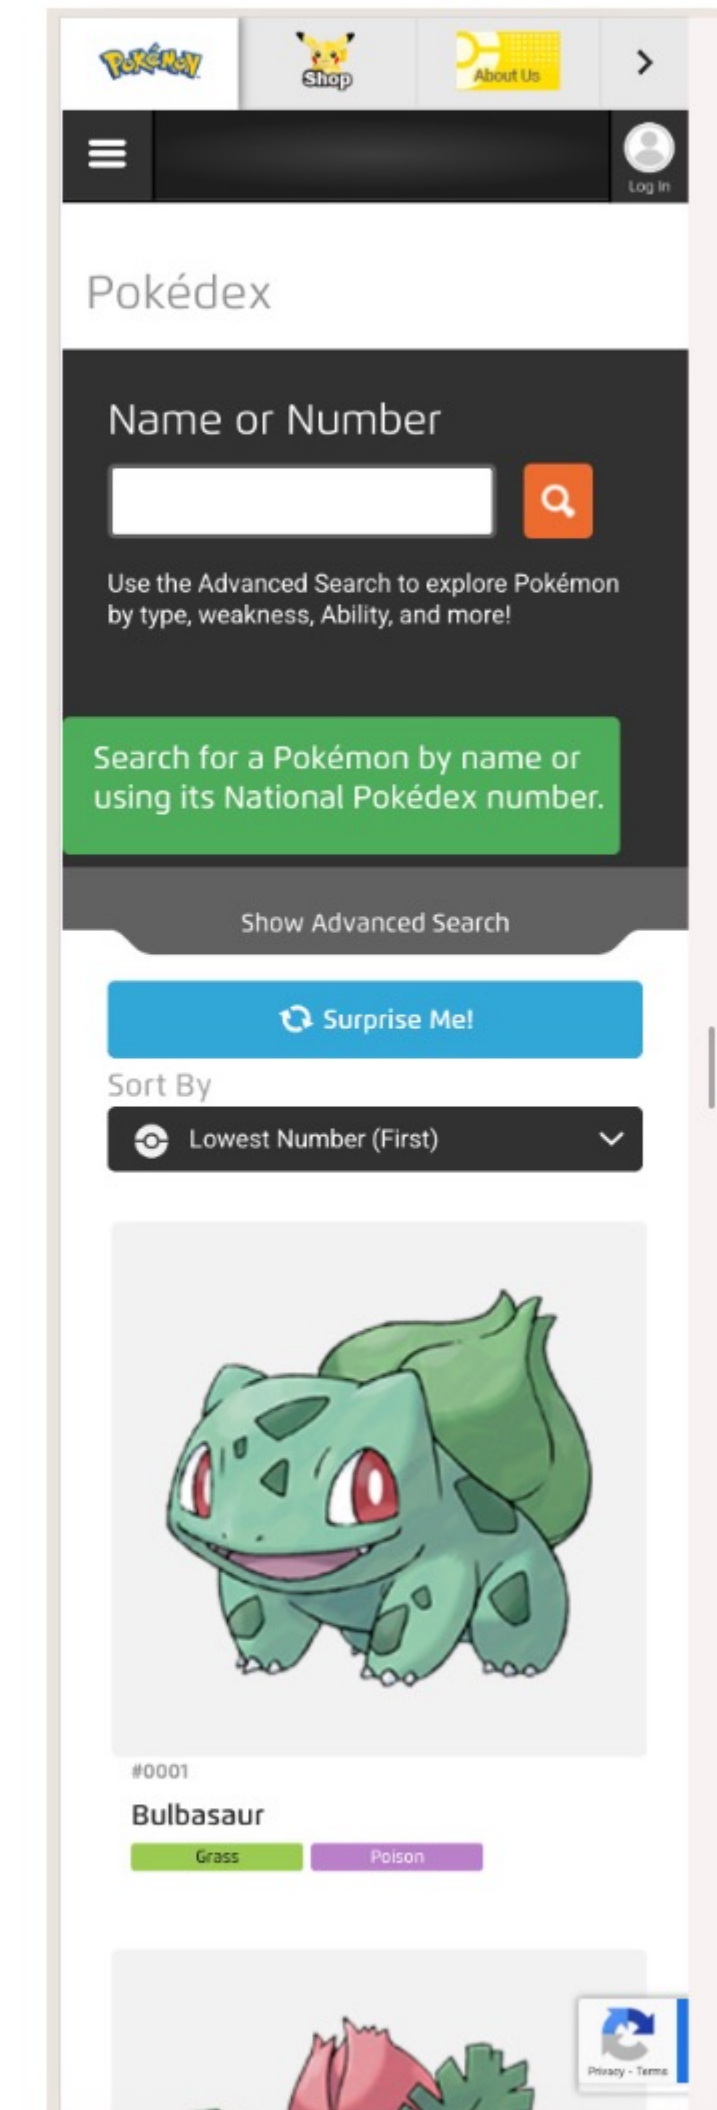 Pokémon
Shop
About Us
Log In
Pokédex
Name or Number
Use the Advanced Search to explore Pokémon
by type, weakness, Ability, and more!
Search for a Pokémon by name or
using its National Pokédex number.
Show Advanced Search
Surprise Me!
Sort By
Lowest Number (First)
#0001
Bulbasaur
Grass Poison
Privacy - Terms